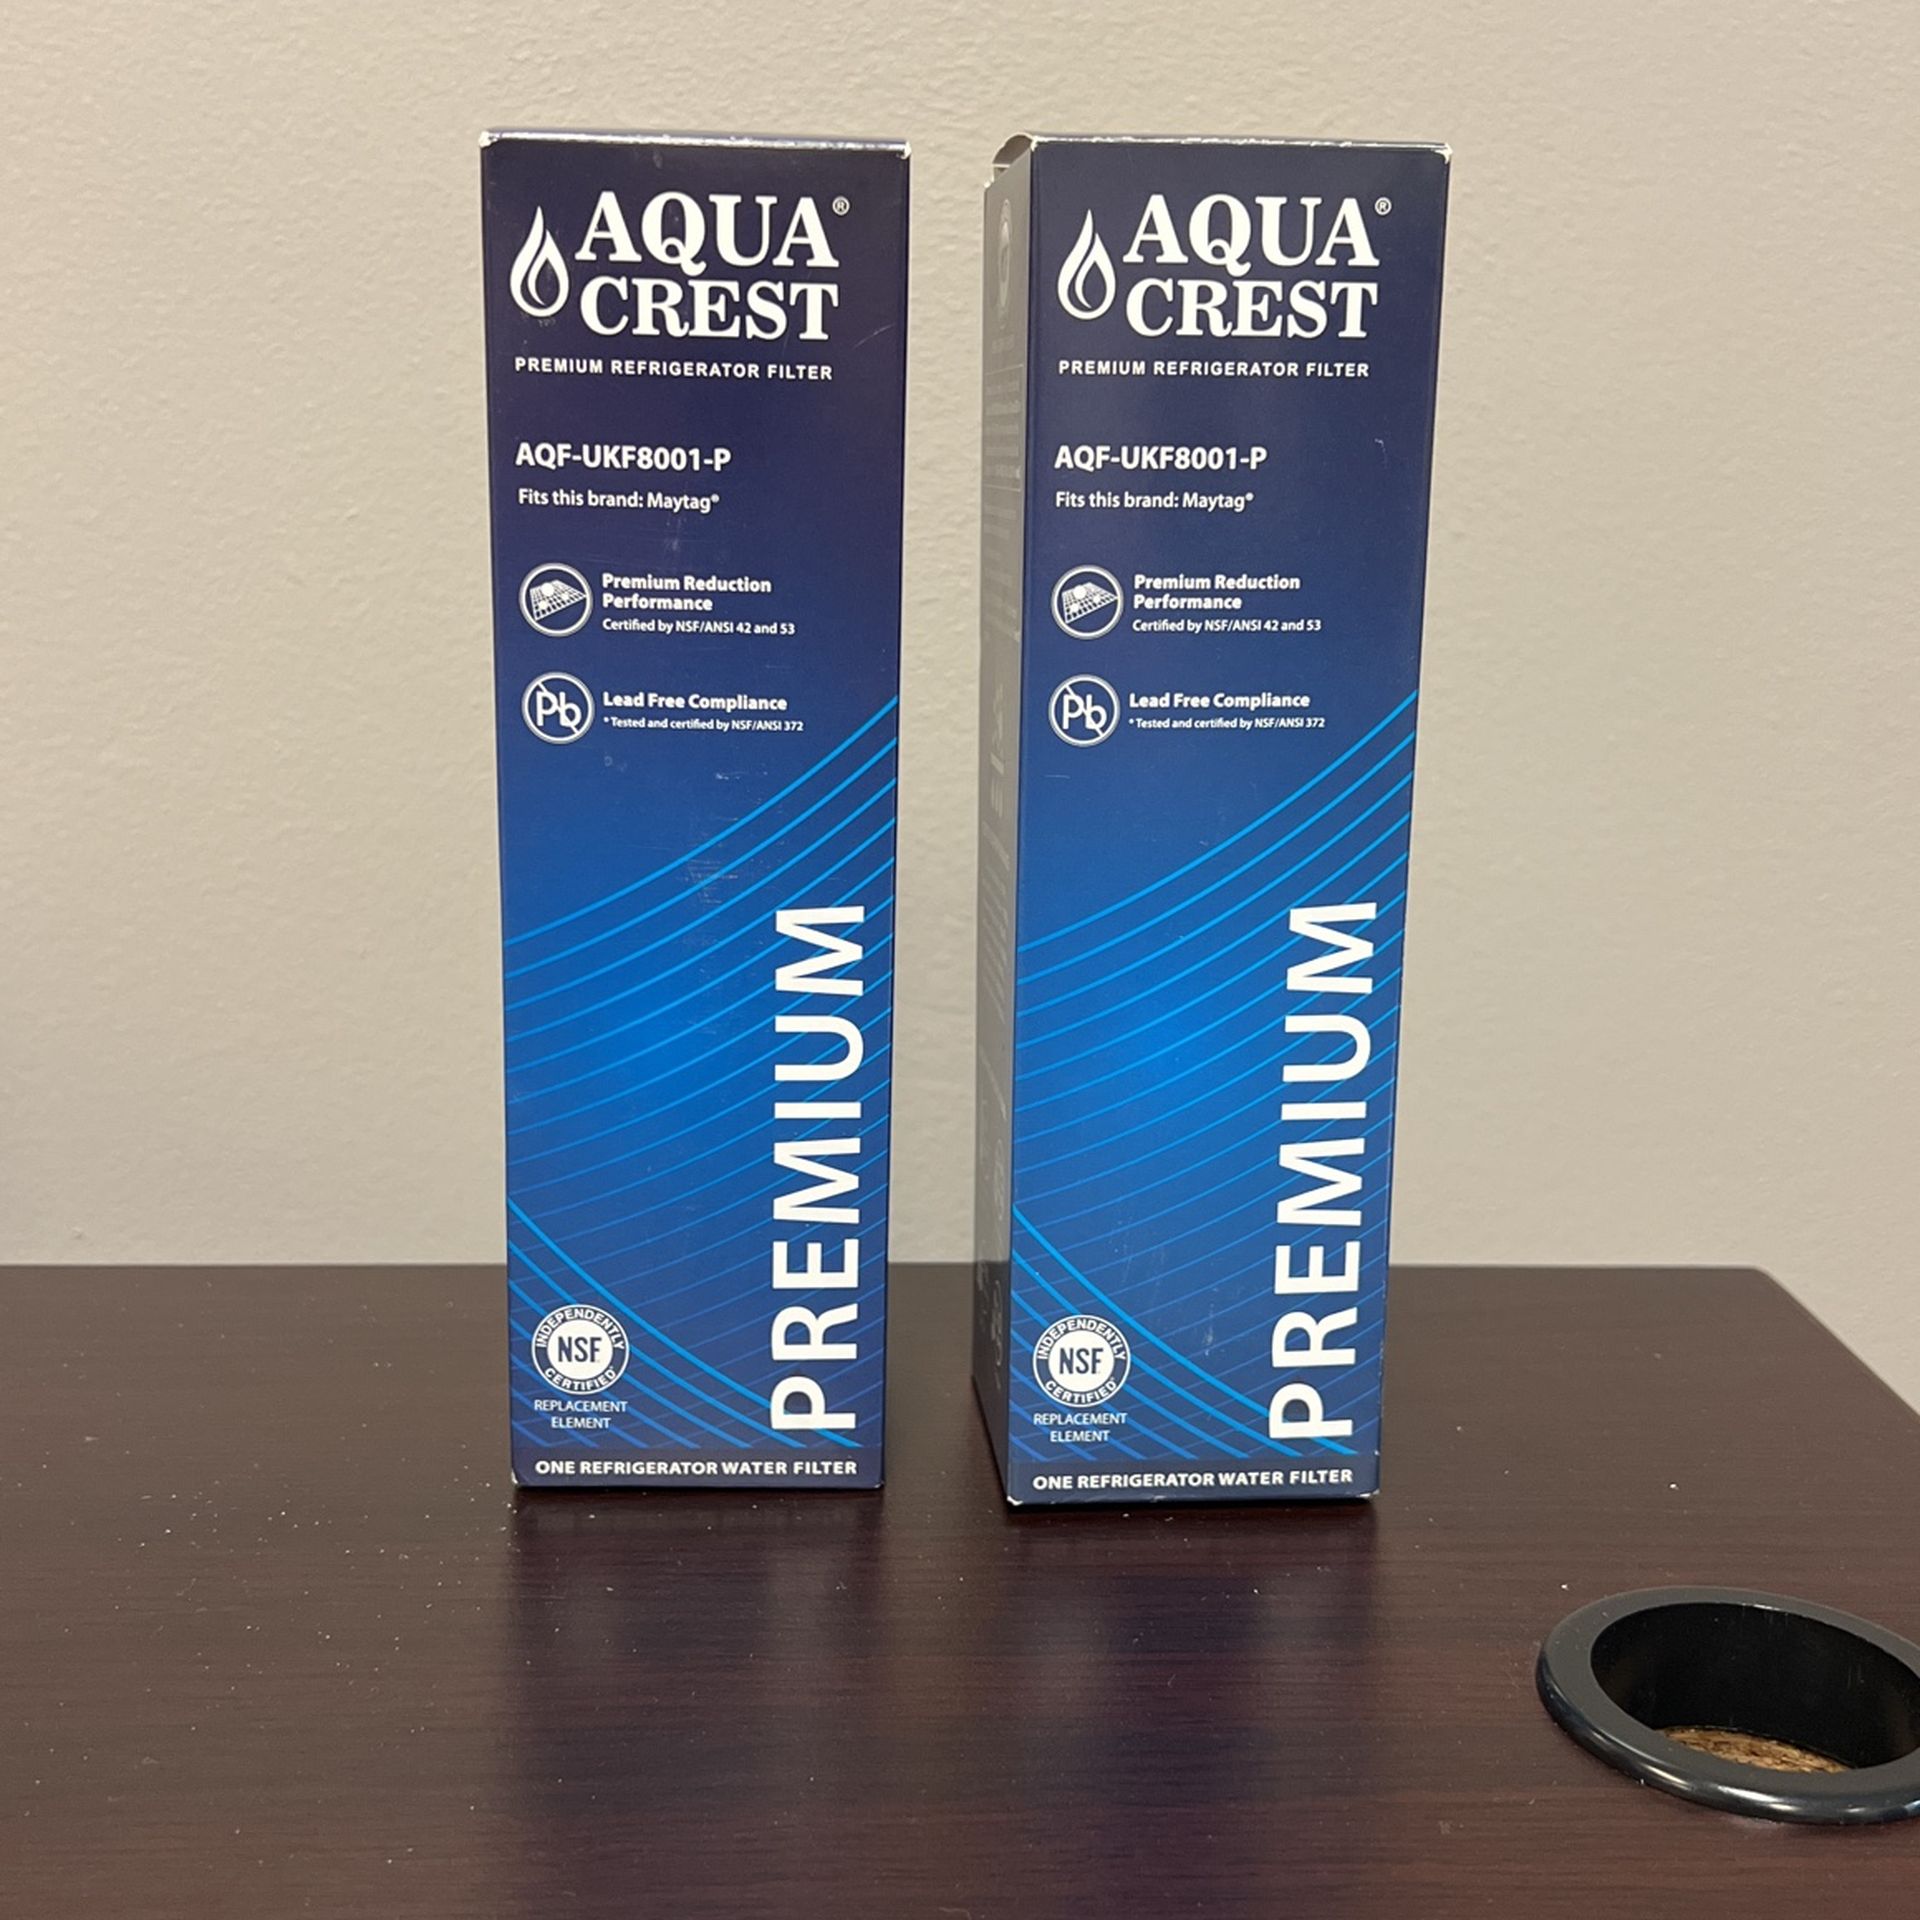 AQUA®
CREST
PREMIUM REFRIGERATOR FILTER
AQF-UKF8001-P
Fits this brand: Maytag®
Premium Reduction
Performance
Certified by NSF/ANSI 42 and 53
Pb
Lead Free Compliance
*Tested and certified by NSF/ANSI 372
PREMIUM
INDEPENDENTLY
NSF
CERTIFIED
REPLACEMENT
ELEMENT
ONE REFRIGERATOR WATER FILTER
AQUA®
CREST
PREMIUM REFRIGERATOR FILTER
AQF-UKF8001-P
Fits this brand: Maytag®
Premium Reduction
Performance
Certified by NSF/ANSI 42 and 53
Pb
Lead Free Compliance
*Tested and certified by NSF/ANSI 372
PREMIUM
INDEPENDENTLY
NSF
CERTIFIED
REPLACEMENT
ELEMENT
ONE REFRIGERATOR WATER FILTER